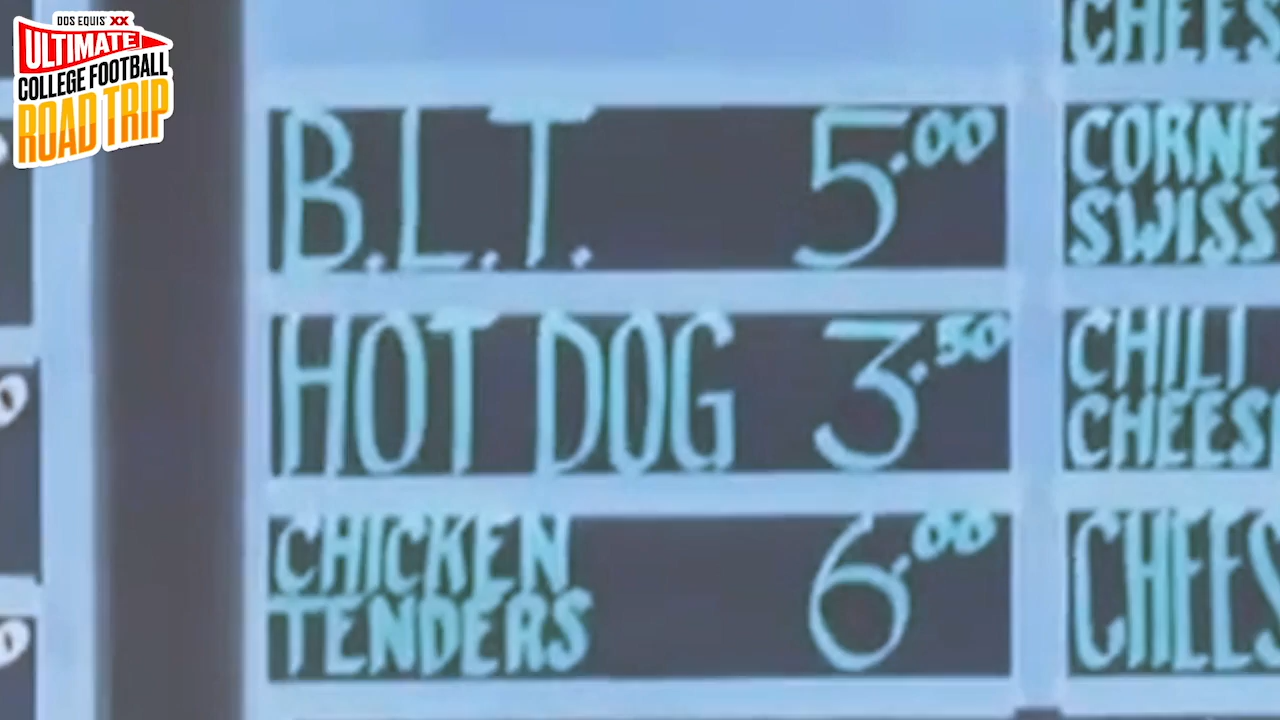 DOS EQUIS XX
ULTIMATE
COLLEGE FOOTBALL
ROAD TRIP
B.L.T. 5.00
HOT DOG 3.50
CHICKEN
TENDERS 6.00
SWISS
CHILI